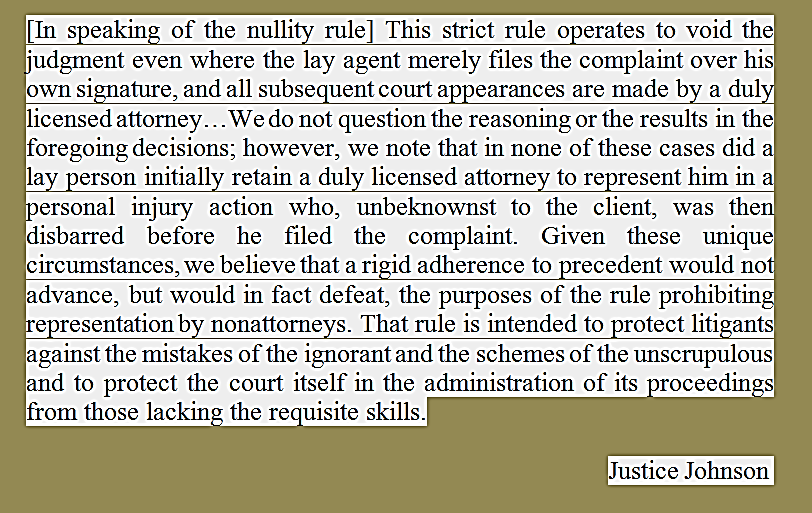 [In speaking of the nullity rule] This strict rule operates to void the
judgment even where the lay agent merely files the complaint over his
own signature, and all subsequent court appearances are made by a duly
licensed attorney…We do not question the reasoning or the results in the
foregoing decisions; however, we note that in none of these cases did a
lay person initially retain a duly licensed attorney to represent him in a
personal injury action who, unbeknownst to the client, was then
disbarred before he filed the complaint. Given these unique
circumstances, we believe that a rigid adherence to precedent would not
advance, but would in fact defeat, the purposes of the rule prohibiting
representation by nonattorneys. That rule is intended to protect litigants
against the mistakes of the ignorant and the schemes of the unscrupulous
and to protect the court itself in the administration of its proceedings
from those lacking the requisite skills.
Justice Johnson